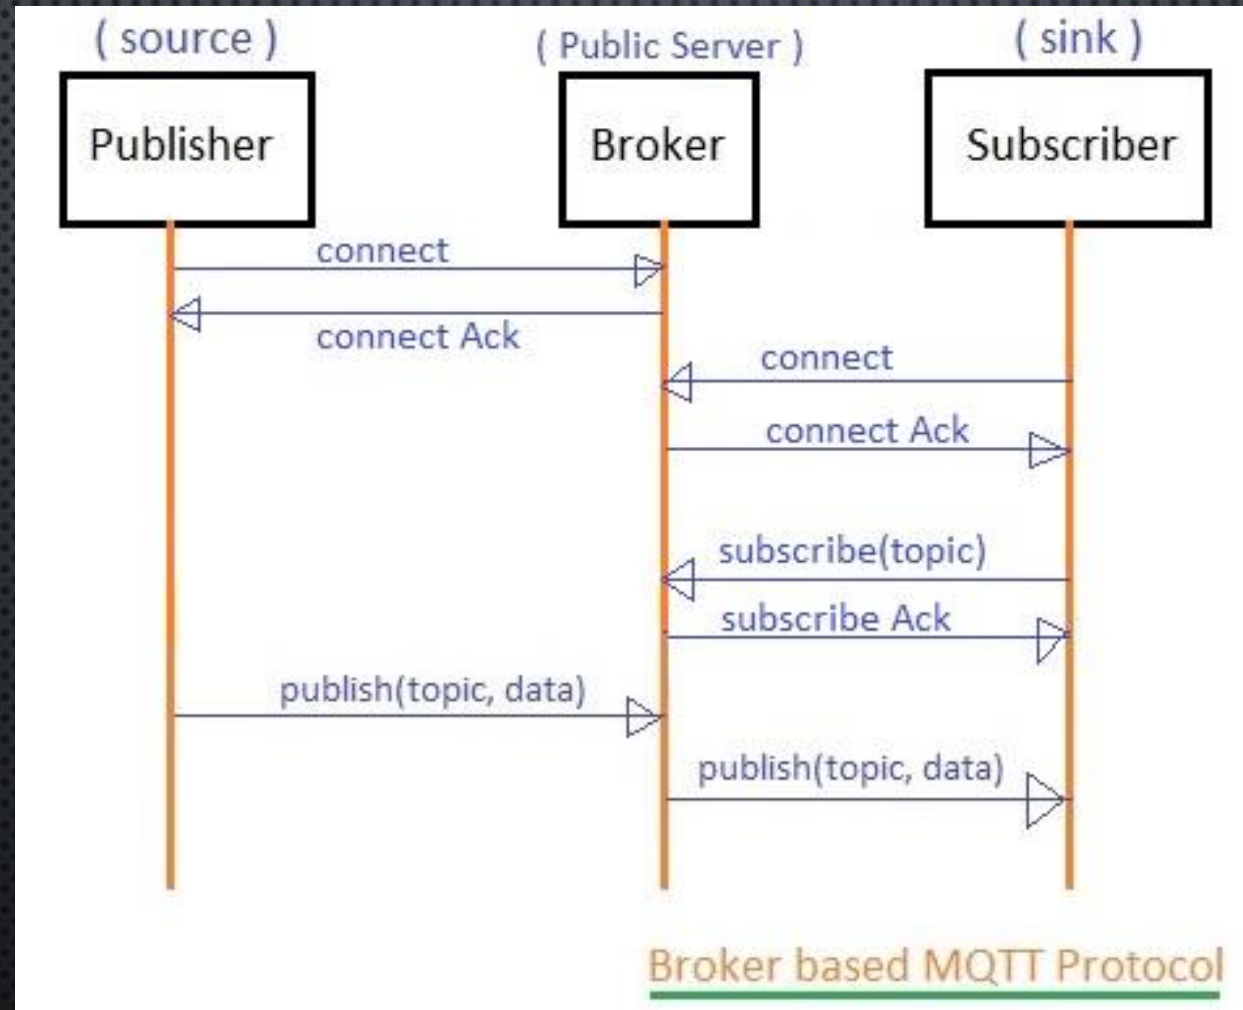 ( source )
( Public Server )
( sink )
Publisher
Broker
Subscriber
connect
connect Ack
connect
connect Ack
subscribe(topic)
subscribe Ack
publish(topic, data)
publish(topic, data)
Broker based MQTT Protocol